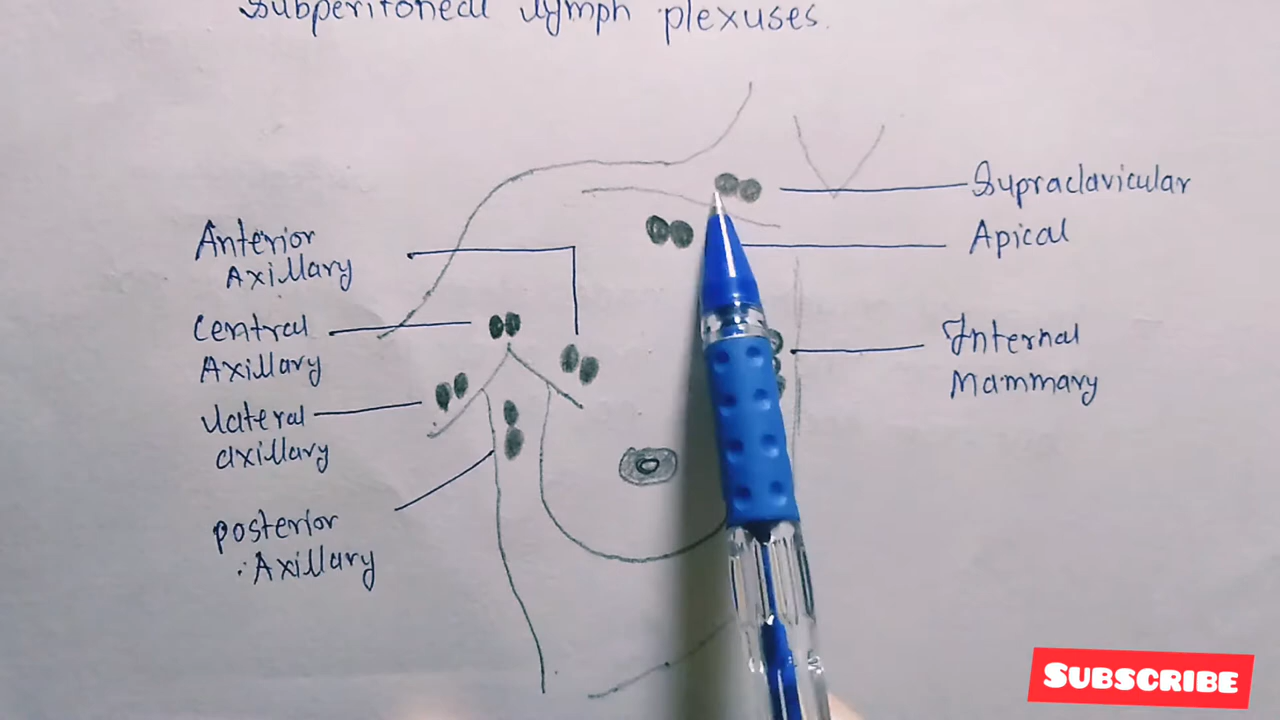 Subperitoneal lymph plexuses.
Supraclavicular
Anterior
Axillary
Apical
Central
Axillary
Internal
Mammary
Lateral
axillary
posterior
Axillary
SUBSCRIBE